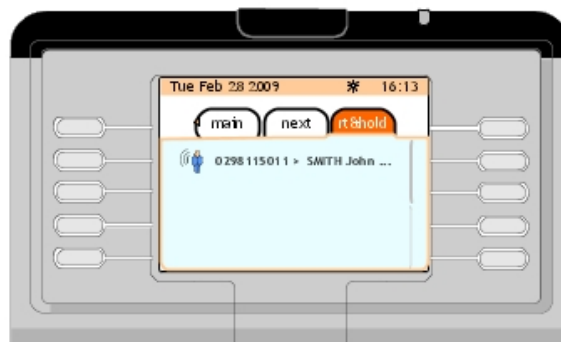 Tue Feb 28 2009 16:13
main next rt &hold
0298115011 > SMITH John ...